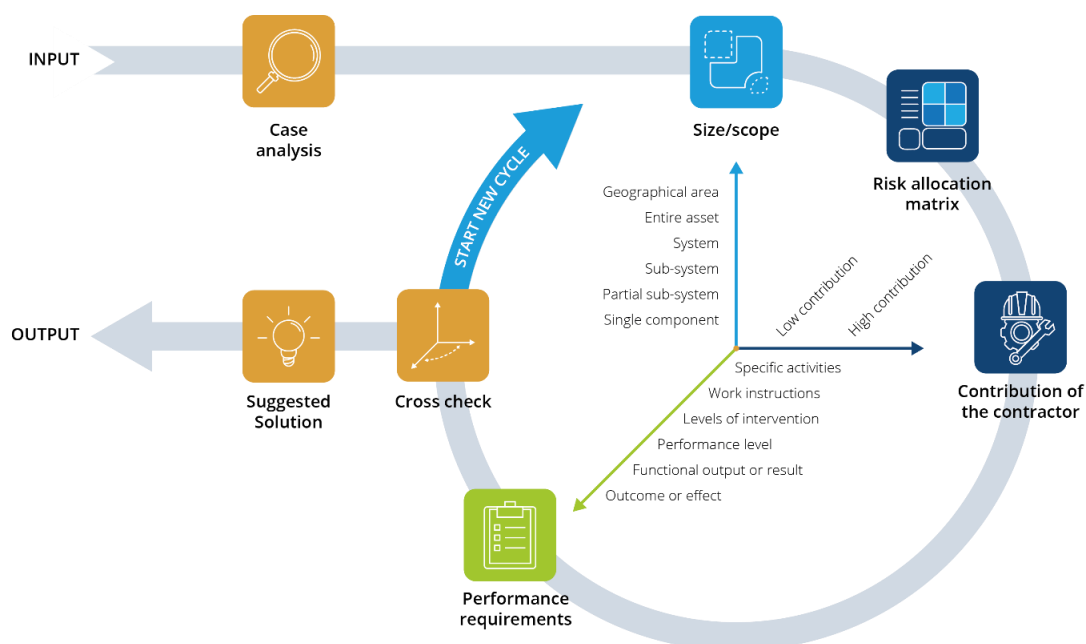 INPUT
Case
analysis
Size/scope
Risk allocation
matrix
START NEW CYCLE
Geographical area
Entire asset
System
Sub-system
Partial sub-system
Single component
Low contribution
High contribution
OUTPUT
Suggested
Solution
Cross check
Specific activities
Work instructions
Levels of intervention
Performance level
Functional output or result
Outcome or effect
Contribution of
the contractor
Performance
requirements